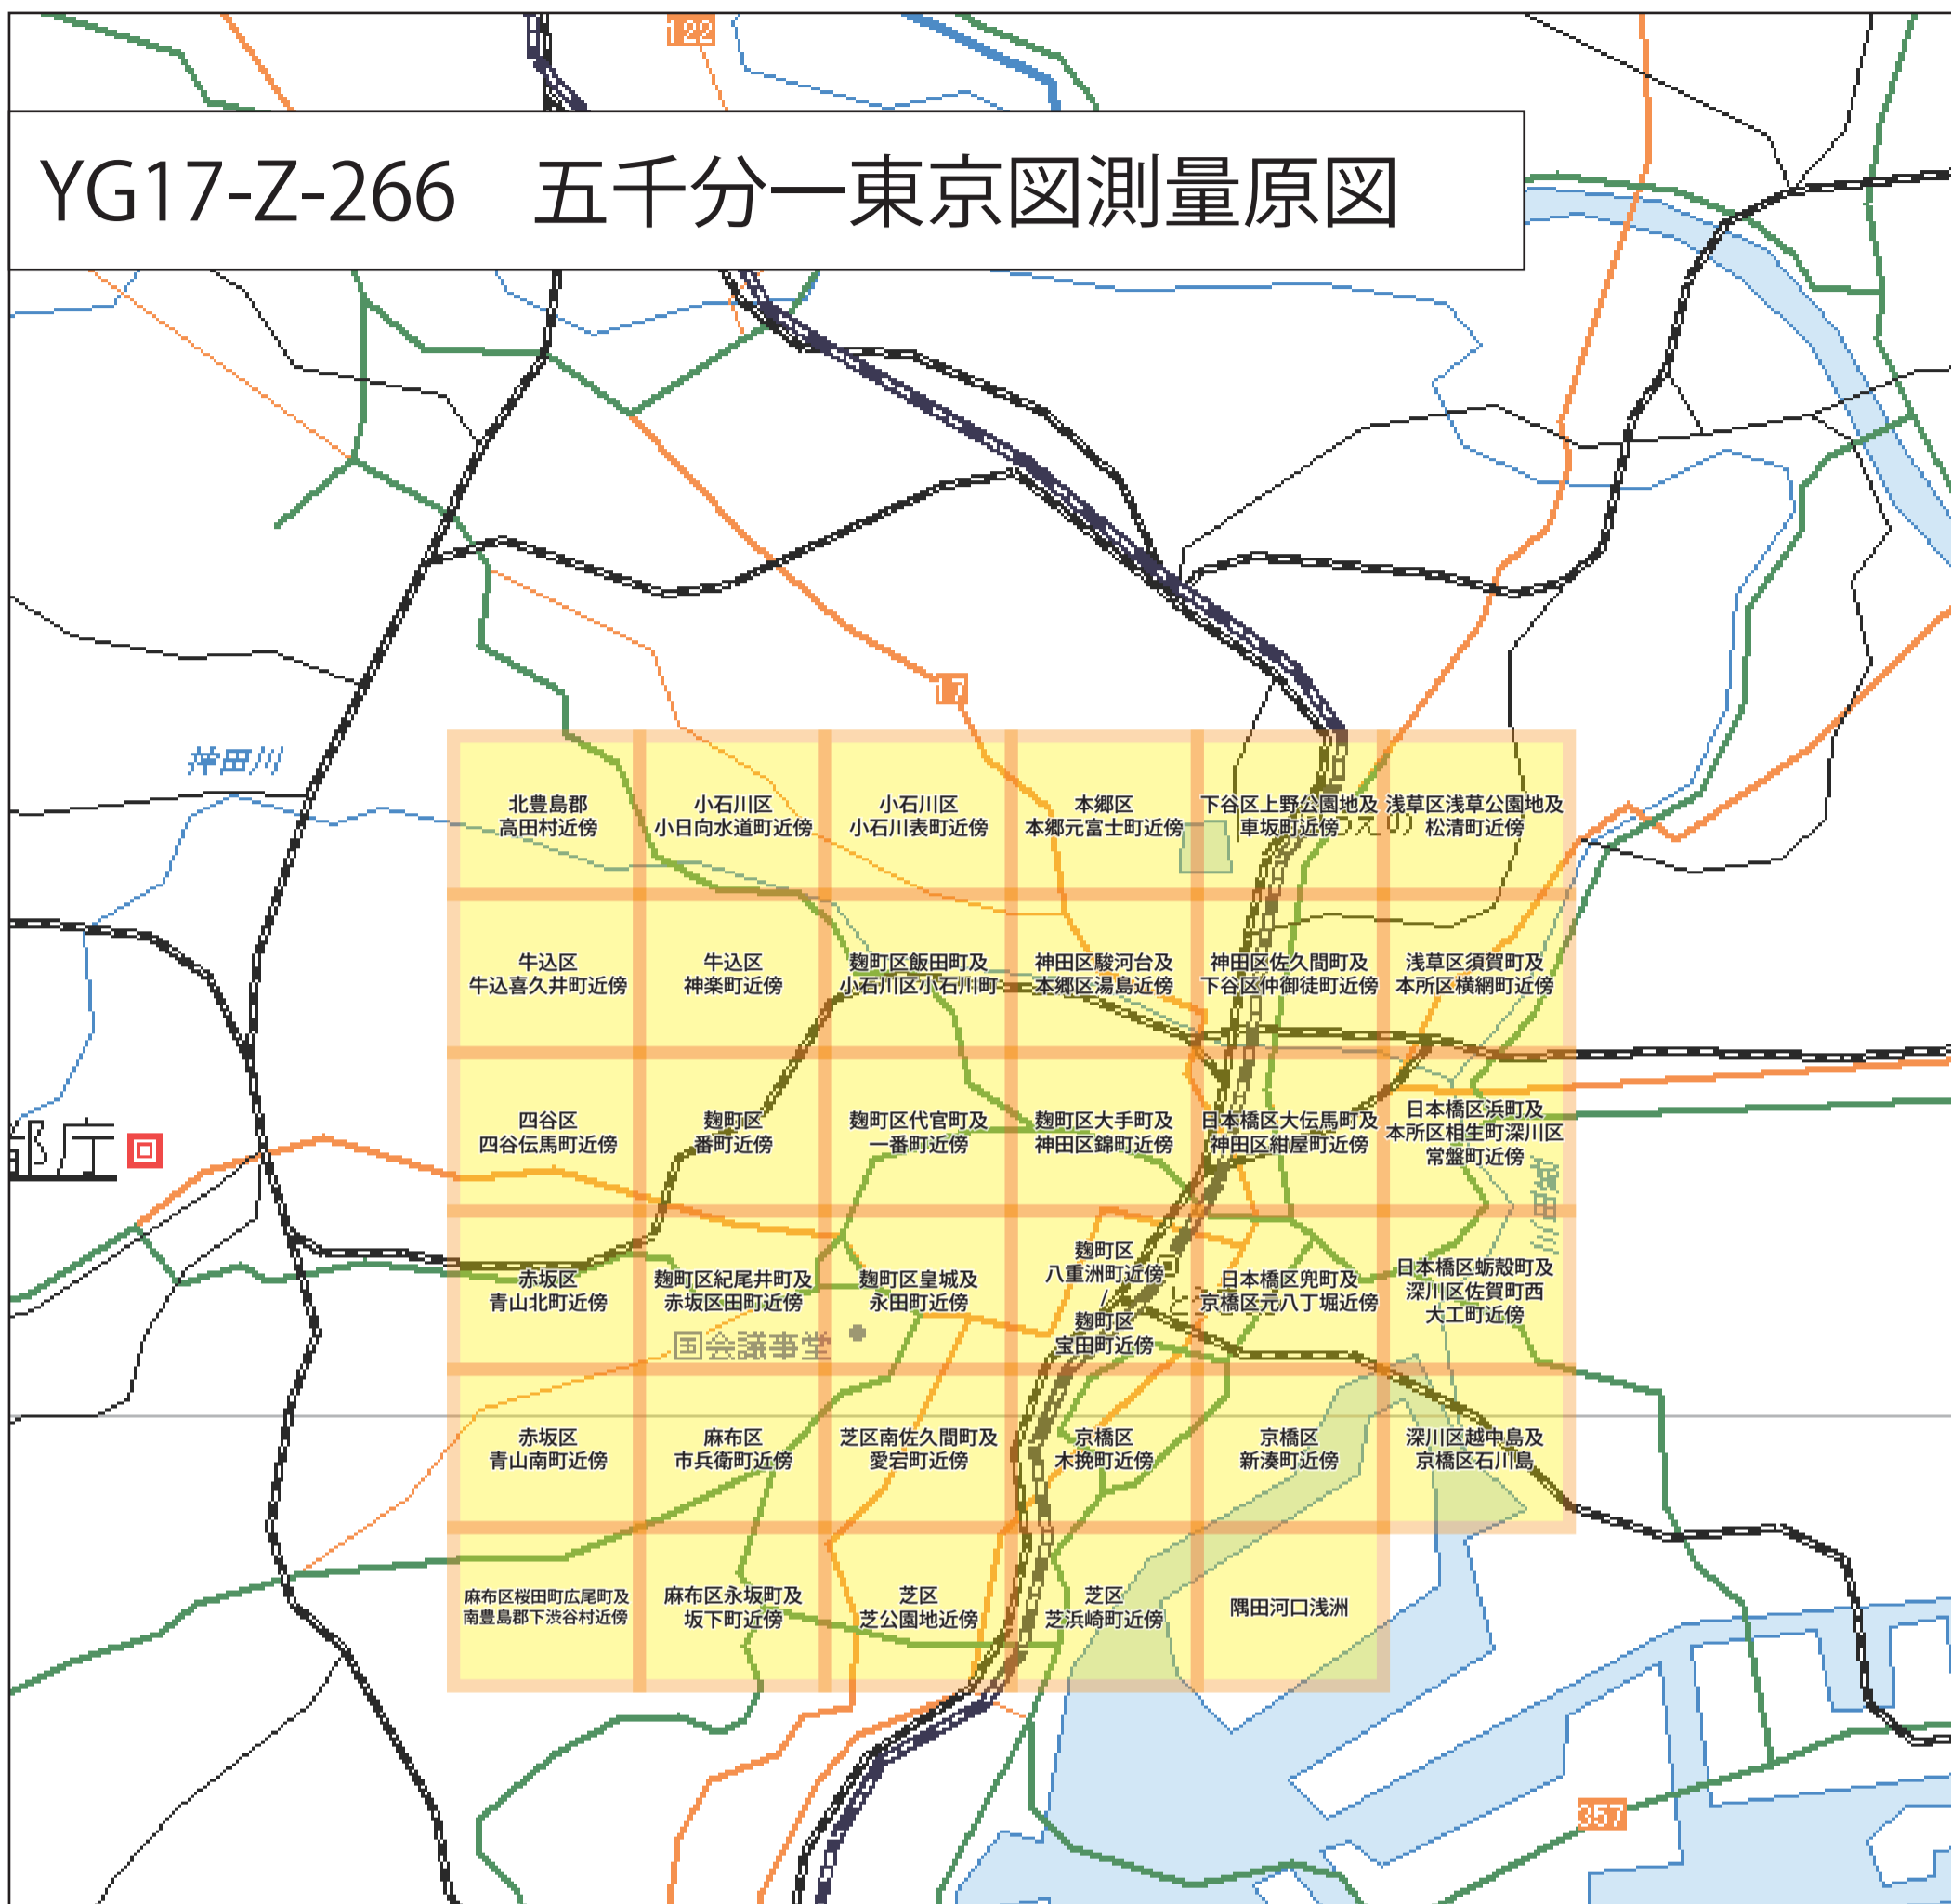 122
YG17-Z-266 五千分一東京図測量原図
17
神田川
北豊島郡
高田村近傍
小石川区
小日向水道町近傍
小石川区
小石川表町近傍
本郷区
本郷元富士町近傍
下谷区上野公園地及
車坂町近傍
うえの
浅草区浅草公園地及
松清町近傍
牛込区
牛込喜久井町近傍
牛込区
神楽町近傍
麹町区飯田町及
小石川区小石川町
神田区駿河台及
本郷区湯島近傍
神田区佐久間町及
下谷区仲御徒町近傍
浅草区須賀町及
本所区横網町近傍
都庁
四谷区
四谷伝馬町近傍
麹町区
番町近傍
麹町区代官町及
一番町近傍
麹町区大手町及
神田区錦町近傍
日本橋区大伝馬町及
神田区紺屋町近傍
日本橋区浜町及
本所区相生町深川区
常盤町近傍
隅田川
赤坂区
青山北町近傍
麹町区紀尾井町及
赤坂区田町近傍
麹町区皇城及
永田町近傍
麹町区
八重洲町近傍
/
麹町区
宝田町近傍
日本橋区兜町及
京橋区元八丁堀近傍
日本橋区蛎殻町及
深川区佐賀町西
大工町近傍
国会議事堂
赤坂区
青山南町近傍
麻布区
市兵衛町近傍
芝区南佐久間町及
愛宕町近傍
京橋区
木挽町近傍
京橋区
新湊町近傍
深川区越中島及
京橋区石川島
麻布区桜田町広尾町及
南豊島郡下渋谷村近傍
麻布区永坂町及
坂下町近傍
芝区
芝公園地近傍
芝区
芝浜崎町近傍
隅田河口浅洲
357